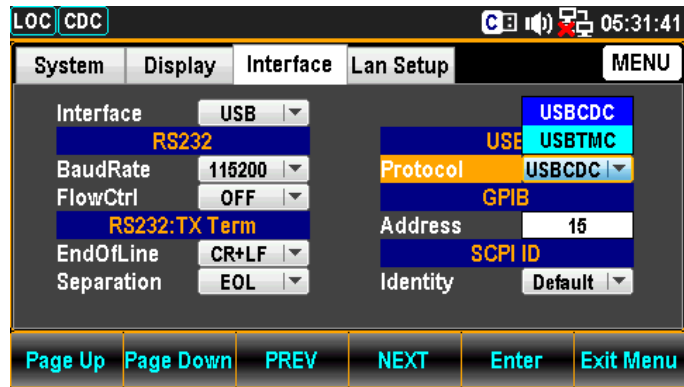 LOC CDC C 05:31:41
System Display Interface Lan Setup MENU
Interface USB
RS232
BaudRate 115200
FlowCtrl OFF
RS232:TX Term
EndOfLine CR+LF
Separation EOL
USBCDC
USBTMC
Protocol USBCDC
GPIB
Address 15
SCPI ID
Identity Default
Page Up Page Down PREV NEXT Enter Exit Menu